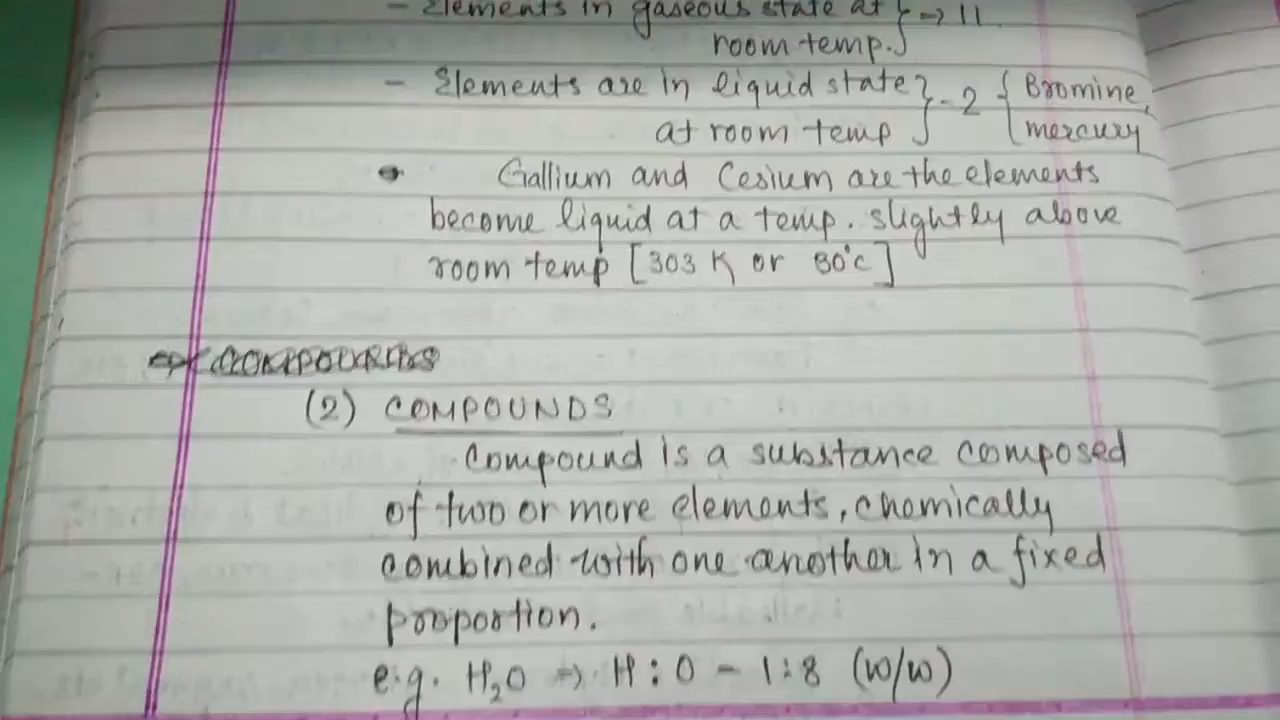 - Elements in gaseous state at } → 11.
room temp.
- Elements are in liquid state } - 2 { Bromine,
at room temp mercury
• Gallium and Cesium are the elements
become liquid at a temp. slightly above
room temp [303 K or 30°c]
COMPOUNDS
(2) COMPOUNDS
Compound is a substance composed
of two or more elements, chemically
combined with one another in a fixed
proportion.
e.g. H₂O → H : O - 1:8 (w/w)